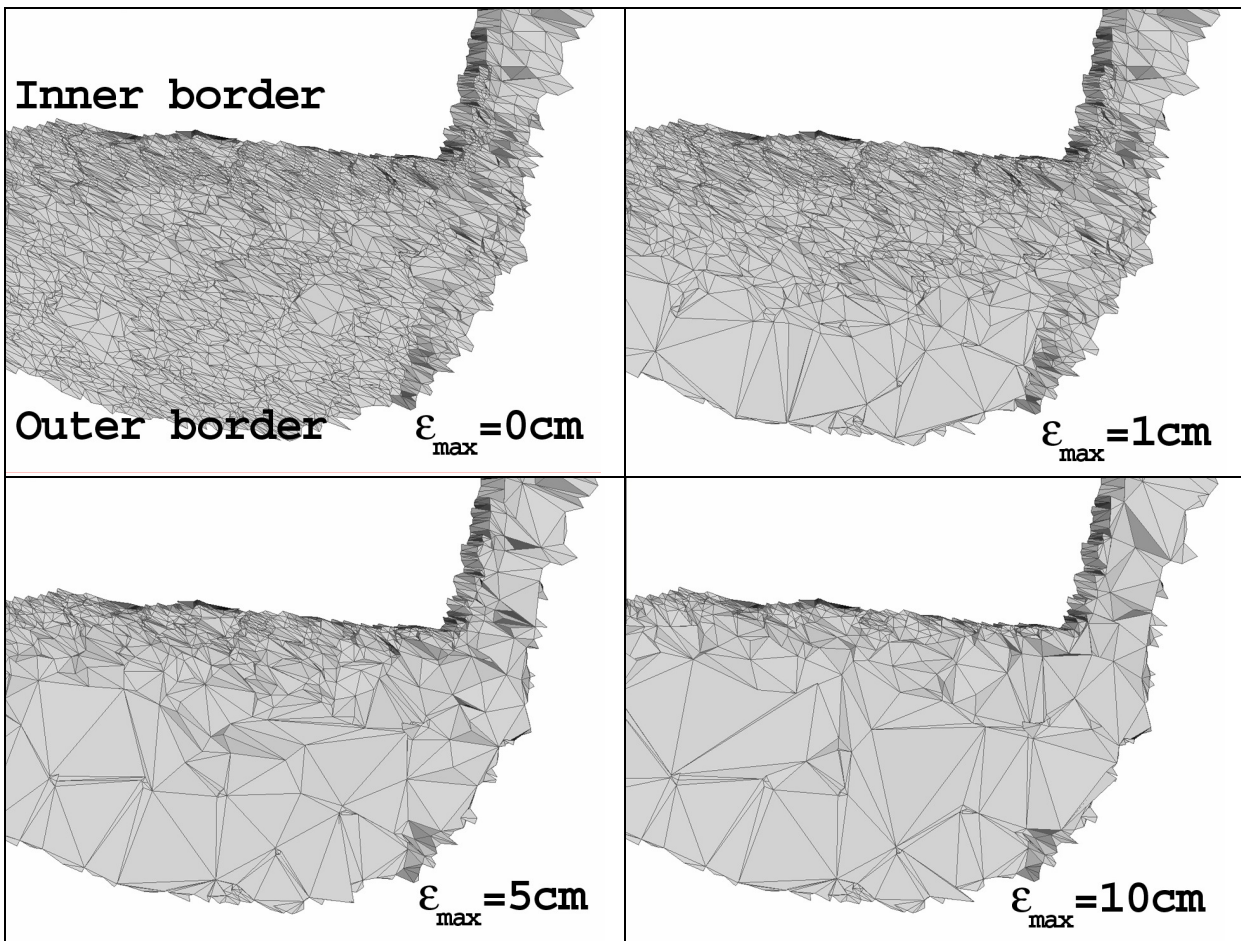 Inner border
Outer border
εmax=0cm
εmax=1cm
εmax=5cm
εmax=10cm